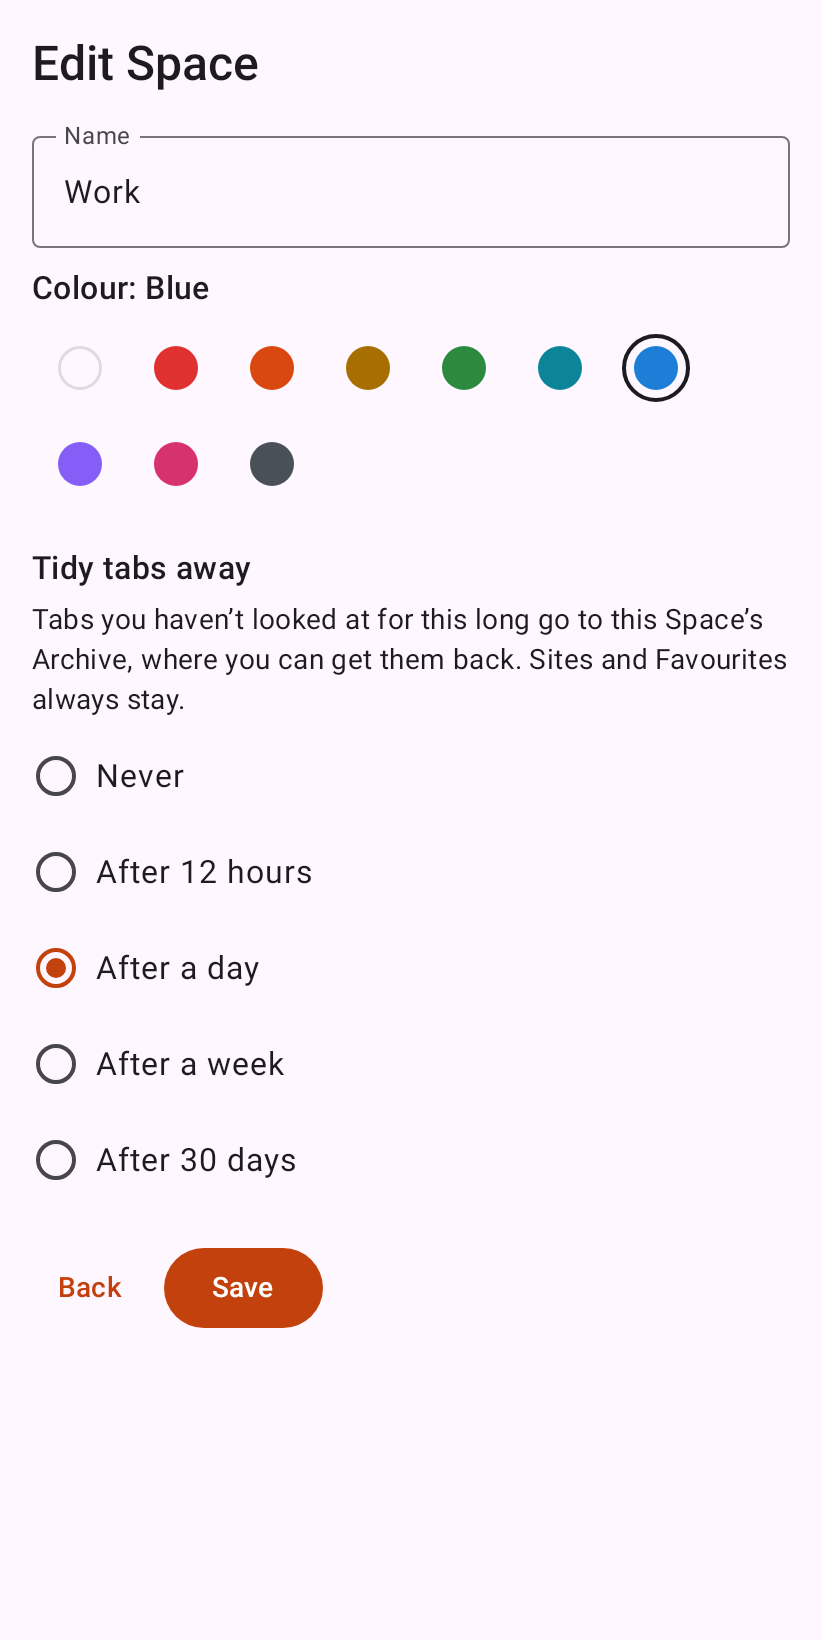 Edit Space
Name
Work
Colour: Blue
Tidy tabs away
Tabs you haven’t looked at for this long go to this Space’s
Archive, where you can get them back. Sites and Favourites
always stay.
Never
After 12 hours
After a day
After a week
After 30 days
Back
Save